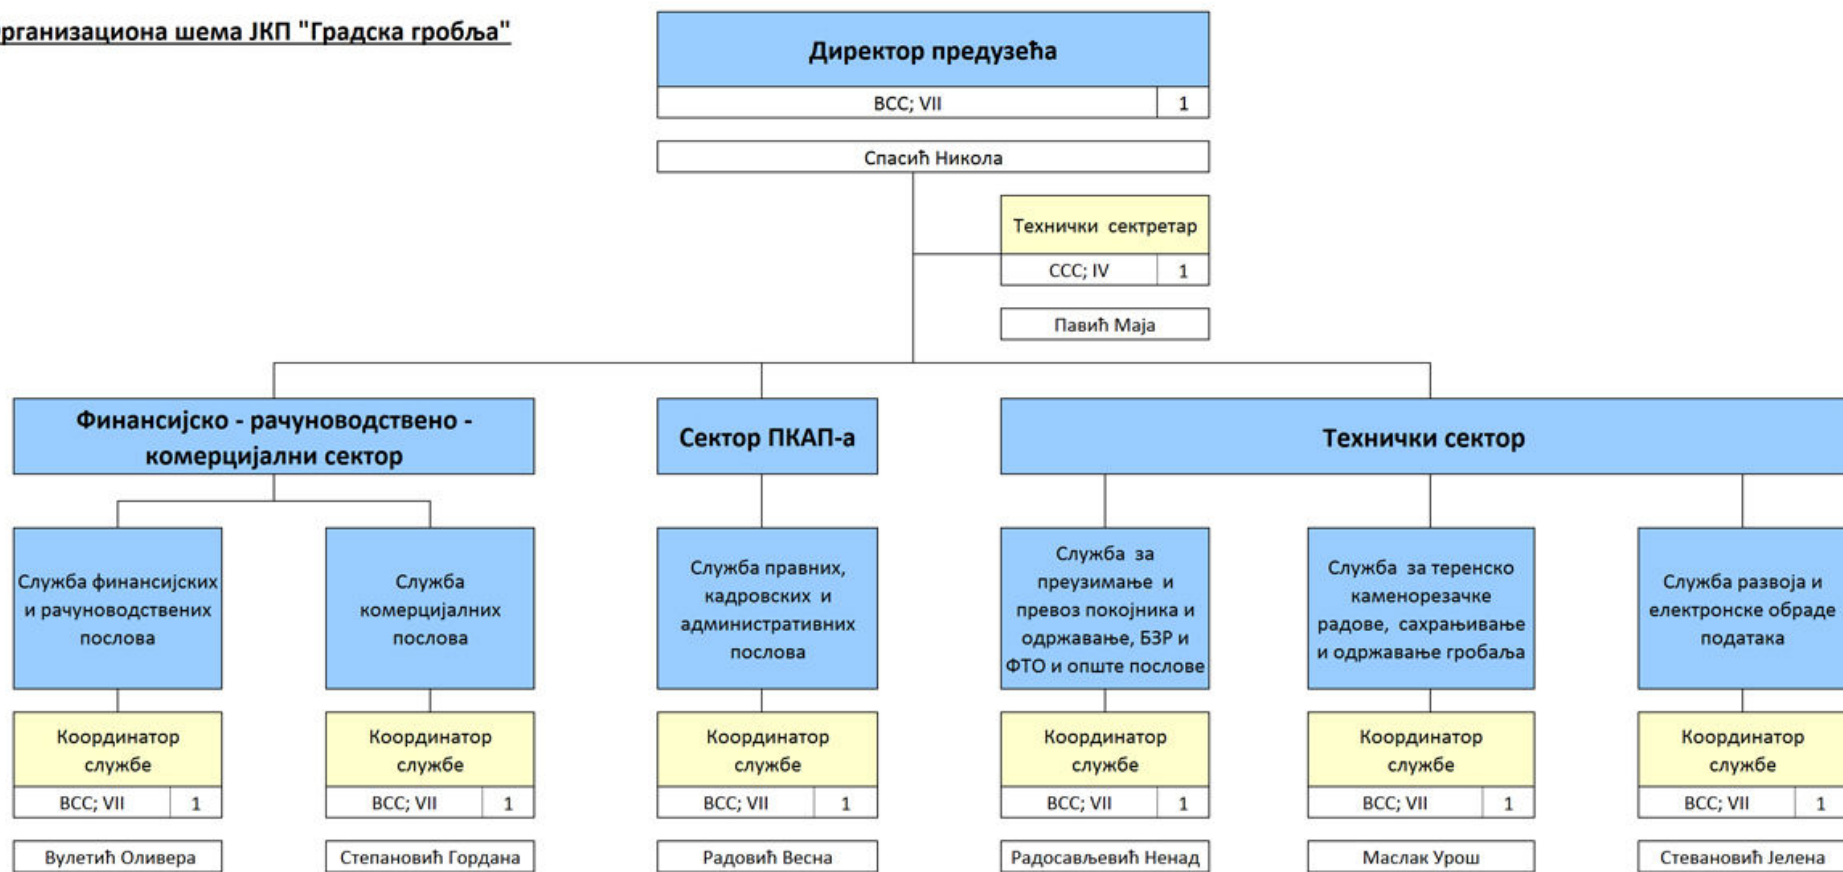 рганизациона шема ЈКП "Градска гробља"
Директор предузећа
ВСС; VII 1
Спасић Никола
Технички сектретар
ССС; IV 1
Павић Маја
Финансијско - рачуноводствено -
комерцијални сектор
Сектор ПКАП-а
Технички сектор
Служба финансијских
и рачуноводствених
послова
Служба
комерцијалних
послова
Служба правних,
кадровских и
административних
послова
Служба за
преузимање и
превоз покојника и
одржавање, БЗР и
ФТО и опште послове
Служба за теренско
каменорезачке
радове, сахрањивање
и одржавање гробаља
Служба развоја и
електронске обраде
података
Координатор
службе
ВСС; VII 1
Вулетић Оливера
Координатор
службе
ВСС; VII 1
Степановић Гордана
Координатор
службе
ВСС; VII 1
Радовић Весна
Координатор
службе
ВСС; VII 1
Радосављевић Ненад
Координатор
службе
ВСС; VII 1
Маслак Урош
Координатор
службе
ВСС; VII 1
Стевановић Јелена